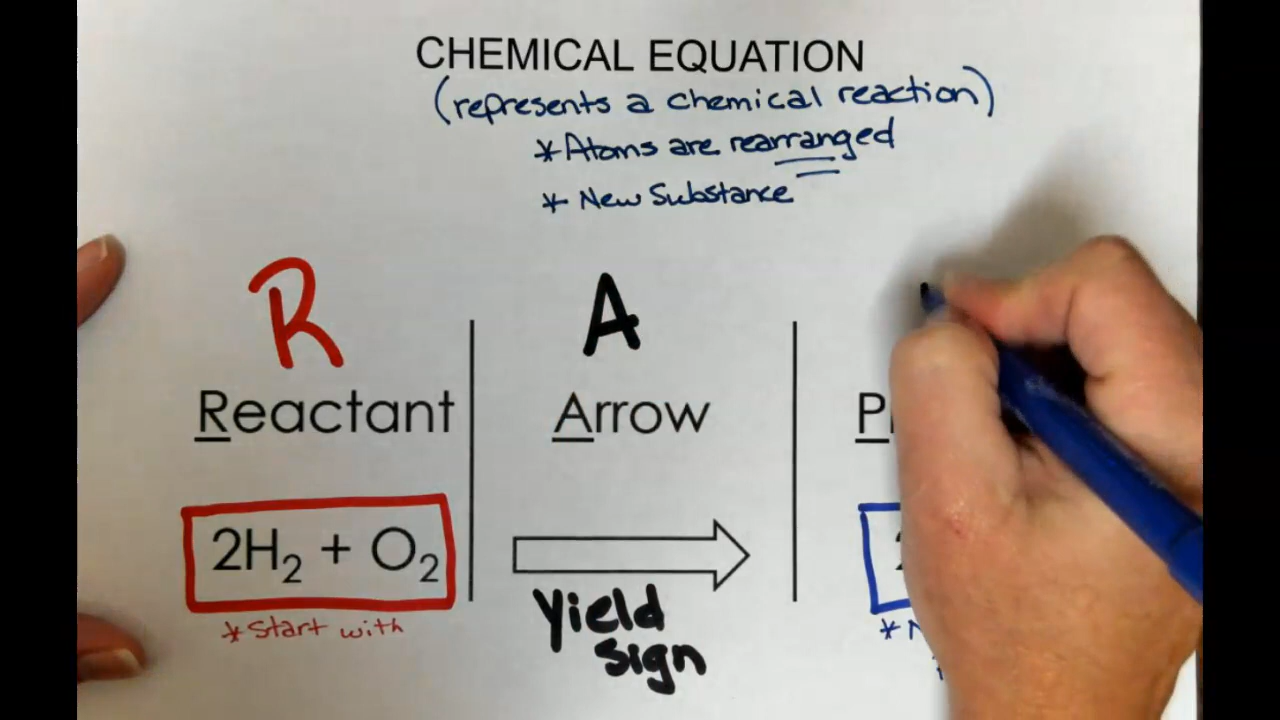 CHEMICAL EQUATION
(represents a chemical reaction)
* Atoms are rearranged
* New Substance
R A
Reactant Arrow
2H₂ + O₂
* Start with
Yield
sign